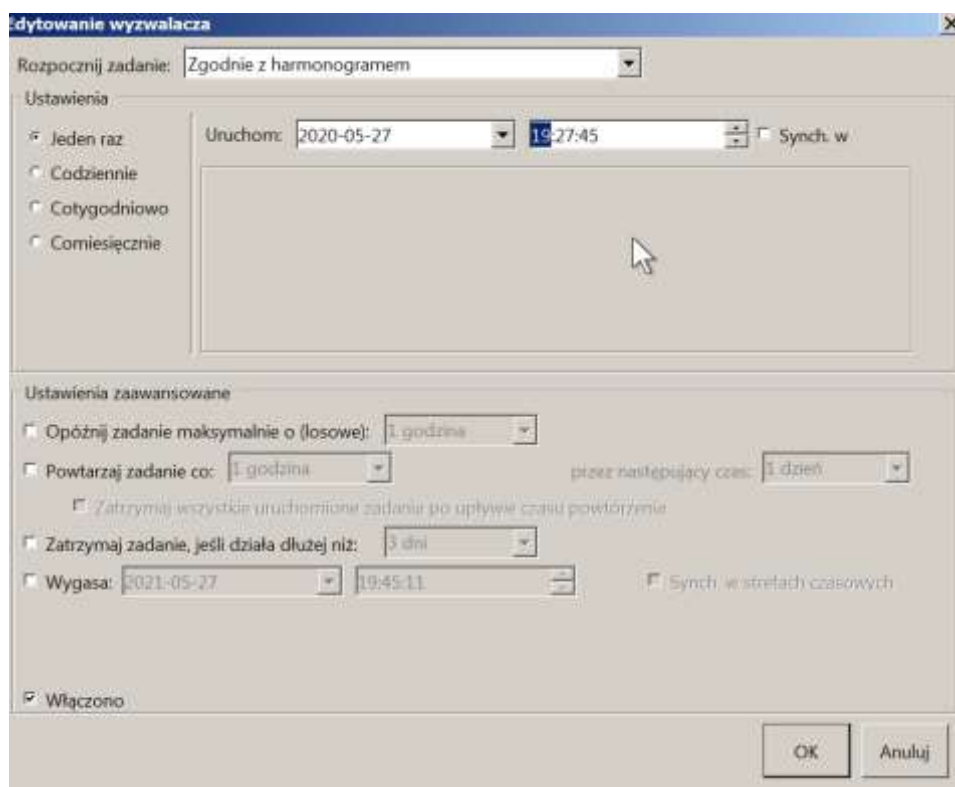 Edytowanie wyzwalacza
Rozpocznij zadanie: Zgodnie z harmonogramem
Ustawienia
Jeden raz
Uruchom: 2020-05-27 19:27:45 Synch. w
Codziennie
Cotygodniowo
Comiesięcznie
Ustawienia zaawansowane
Opóźnij zadanie maksymalnie o (losowe): 1 godzina
Powtarzaj zadanie co: 1 godzina przez następujący czas: 1 dzień
Zatrzymaj wszystkie uruchomione zadania po upływie czasu powtórzenia
Zatrzymaj zadanie, jeśli działa dłużej niż: 3 dni
Wygasa: 2021-05-27 19:45:11 Synch. w strefach czasowych
Włączono
OK Anuluj